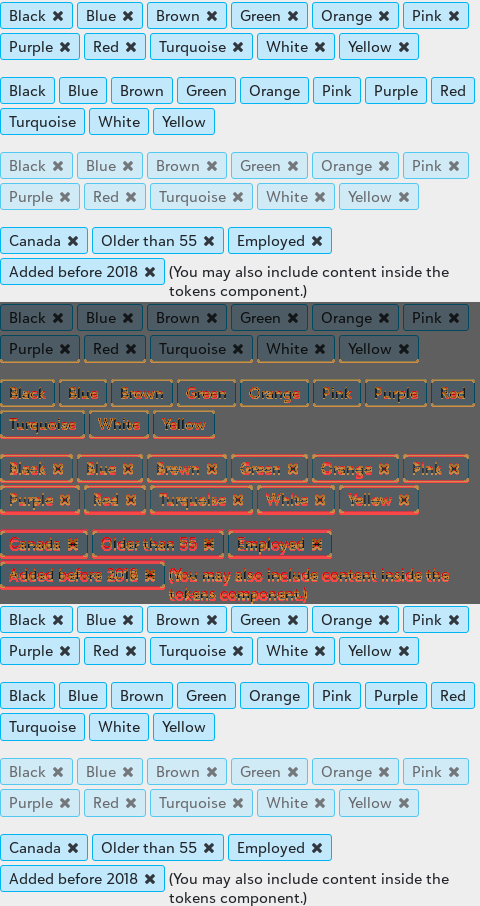 Black ✖ Blue ✖ Brown ✖ Green ✖ Orange ✖ Pink ✖
Purple ✖ Red ✖ Turquoise ✖ White ✖ Yellow ✖
Black Blue Brown Green Orange Pink Purple Red
Turquoise White Yellow
Black ✖ Blue ✖ Brown ✖ Green ✖ Orange ✖ Pink ✖
Purple ✖ Red ✖ Turquoise ✖ White ✖ Yellow ✖
Canada ✖ Older than 55 ✖ Employed ✖
Added before 2018 ✖ (You may also include content inside the
tokens component.)
Black ✖ Blue ✖ Brown ✖ Green ✖ Orange ✖ Pink ✖
Purple ✖ Red ✖ Turquoise ✖ White ✖ Yellow ✖
Black Blue Brown Green Orange Pink Purple Red
Turquoise White Yellow
Black ✖ Blue ✖ Brown ✖ Green ✖ Orange ✖ Pink ✖
Purple ✖ Red ✖ Turquoise ✖ White ✖ Yellow ✖
Canada ✖ Older than 55 ✖ Employed ✖
Added before 2018 ✖ (You may also include content inside the
tokens component.)
Black ✖ Blue ✖ Brown ✖ Green ✖ Orange ✖ Pink ✖
Purple ✖ Red ✖ Turquoise ✖ White ✖ Yellow ✖
Black Blue Brown Green Orange Pink Purple Red
Turquoise White Yellow
Black ✖ Blue ✖ Brown ✖ Green ✖ Orange ✖ Pink ✖
Purple ✖ Red ✖ Turquoise ✖ White ✖ Yellow ✖
Canada ✖ Older than 55 ✖ Employed ✖
Added before 2018 ✖ (You may also include content inside the
tokens component.)